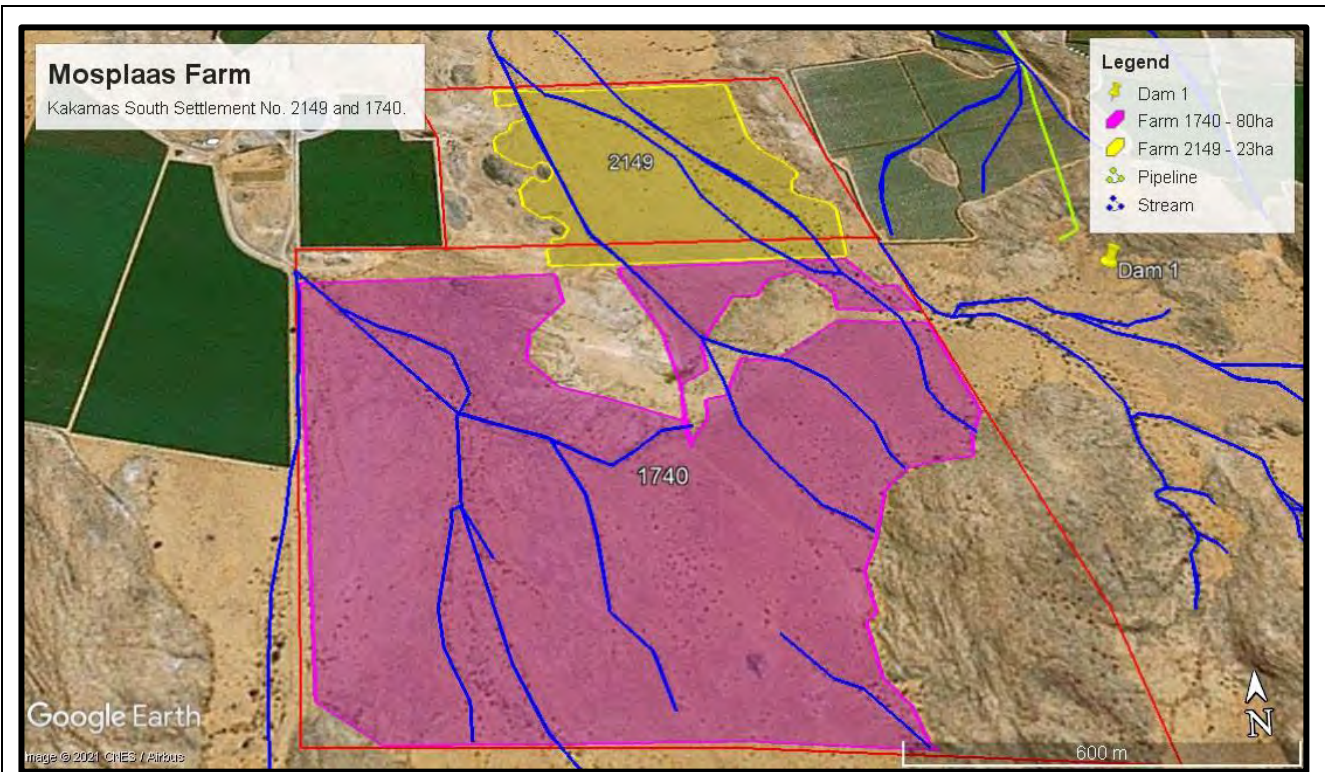 Mosplaas Farm
Kakamas South Settlement No. 2149 and 1740.
Legend
Dam 1
Farm 1740 - 80ha
Farm 2149 - 23ha
Pipeline
Stream
2149
Dam 1
1740
Google Earth
N
Image © 2021 CNES / Airbus
600 m